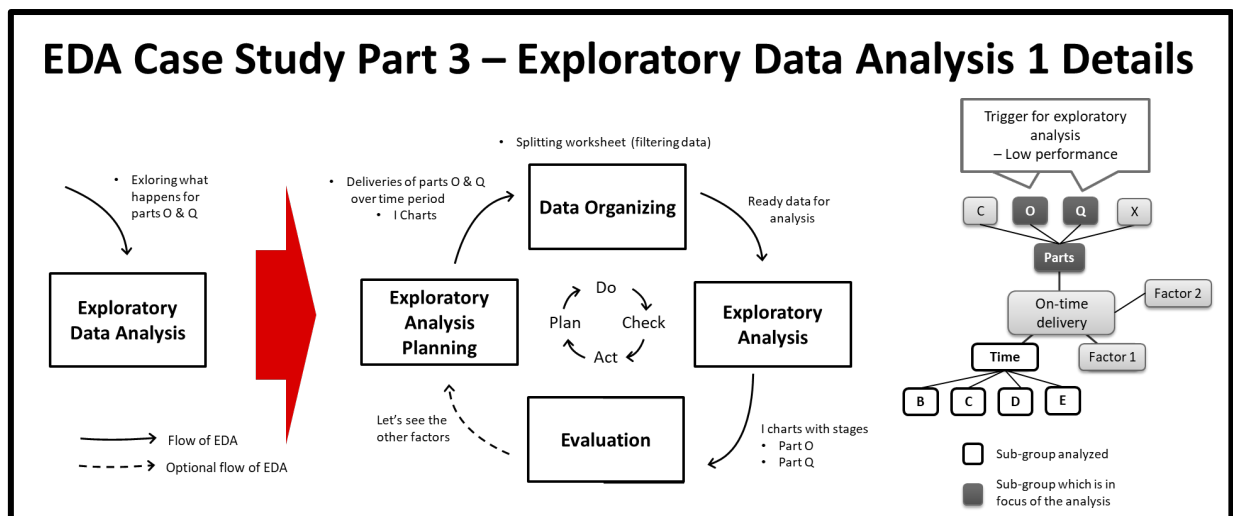 EDA Case Study Part 3 – Exploratory Data Analysis 1 Details
• Exloring what
happens for
parts O & Q
Exploratory
Data Analysis
Flow of EDA
Optional flow of EDA
• Splitting worksheet (filtering data)
• Deliveries of parts O & Q
over time period
• I Charts
Data Organizing
Ready data for
analysis
Exploratory
Analysis
Planning
Do
Plan
Check
Act
Exploratory
Analysis
Let's see the
other factors
Evaluation
I charts with stages
• Part O
• Part Q
Trigger for exploratory
analysis
– Low performance
C
O
Q
X
Parts
On-time
delivery
Factor 2
Factor 1
Time
B
C
D
E
Sub-group analyzed
Sub-group which is in
focus of the analysis